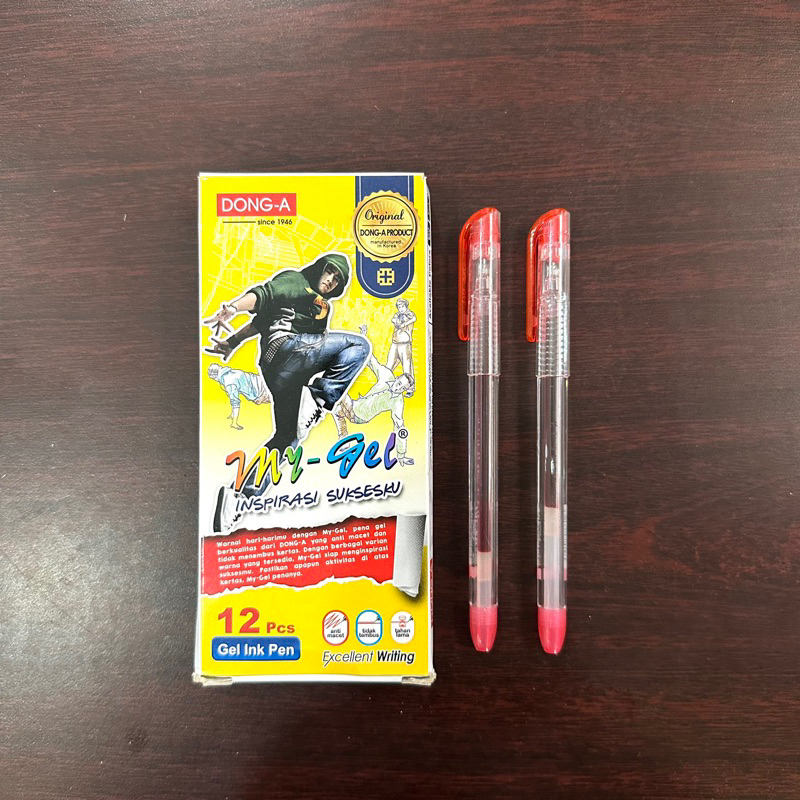 DONG-A
since 1946
Original
DONG-A PRODUCT
manufactured
in Korea
My-Gel®
INSPIRASI SUKSESKU
Warnai hari-harimu dengan My-Gel, pena gel
berkualitas dari DONG-A yang anti macet dan
tidak menembus kertas. Dengan berbagai varian
warna yang tersedia, My-Gel siap menginspirasi
suksesmu. Pastikan apapun aktivitas di atas
kertas, My-Gel penanya.
12 Pcs
Gel Ink Pen
anti
macet
tidak
tembus
tahan
lama
Excellent Writing